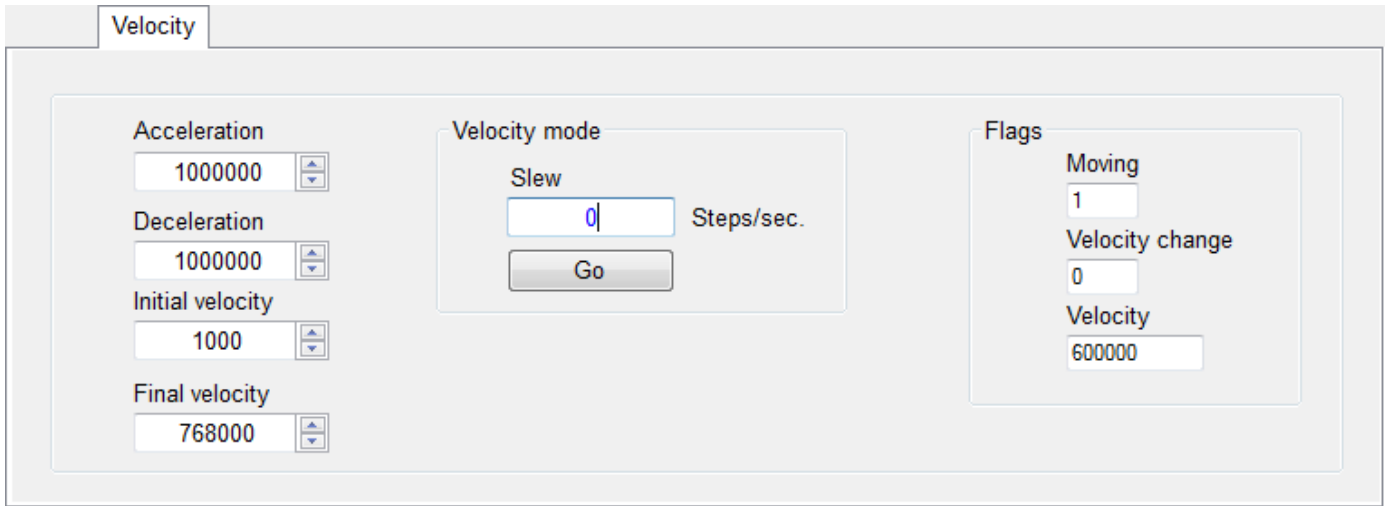 Velocity
Acceleration
1000000
Deceleration
1000000
Initial velocity
1000
Final velocity
768000
Velocity mode
Slew
0 Steps/sec.
Go
Flags
Moving
1
Velocity change
0
Velocity
600000